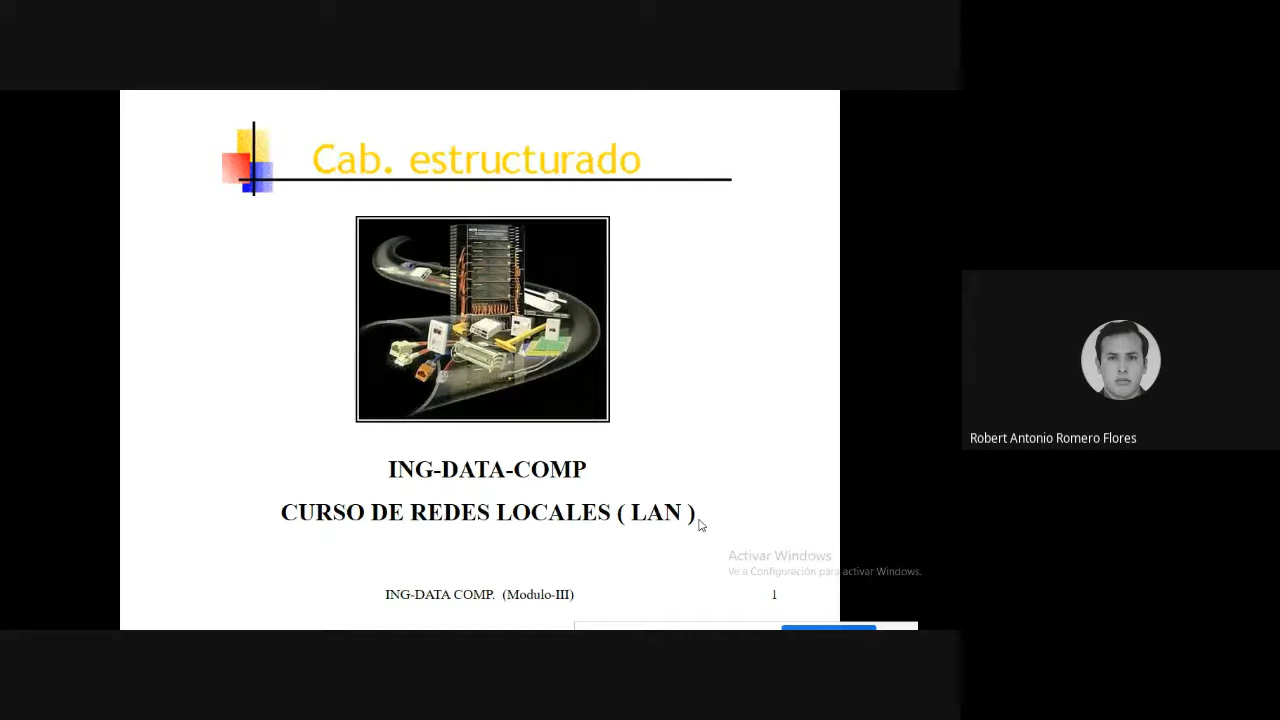 Cab. estructurado
ING-DATA-COMP
CURSO DE REDES LOCALES ( LAN )
Activar Windows
Ve a Configuración para activar Windows.
ING-DATA COMP. (Modulo-III)
1
Robert Antonio Romero Flores